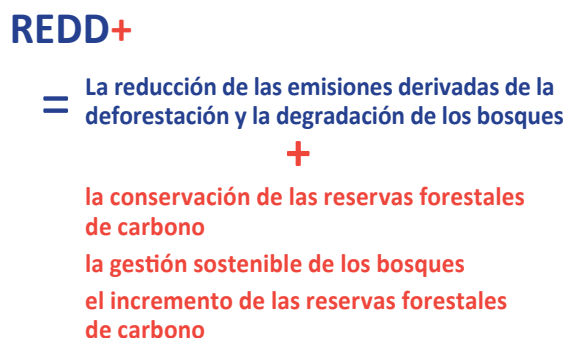 REDD+
= La reducción de las emisiones derivadas de la
deforestación y la degradación de los bosques
+
la conservación de las reservas forestales
de carbono
la gestión sostenible de los bosques
el incremento de las reservas forestales
de carbono